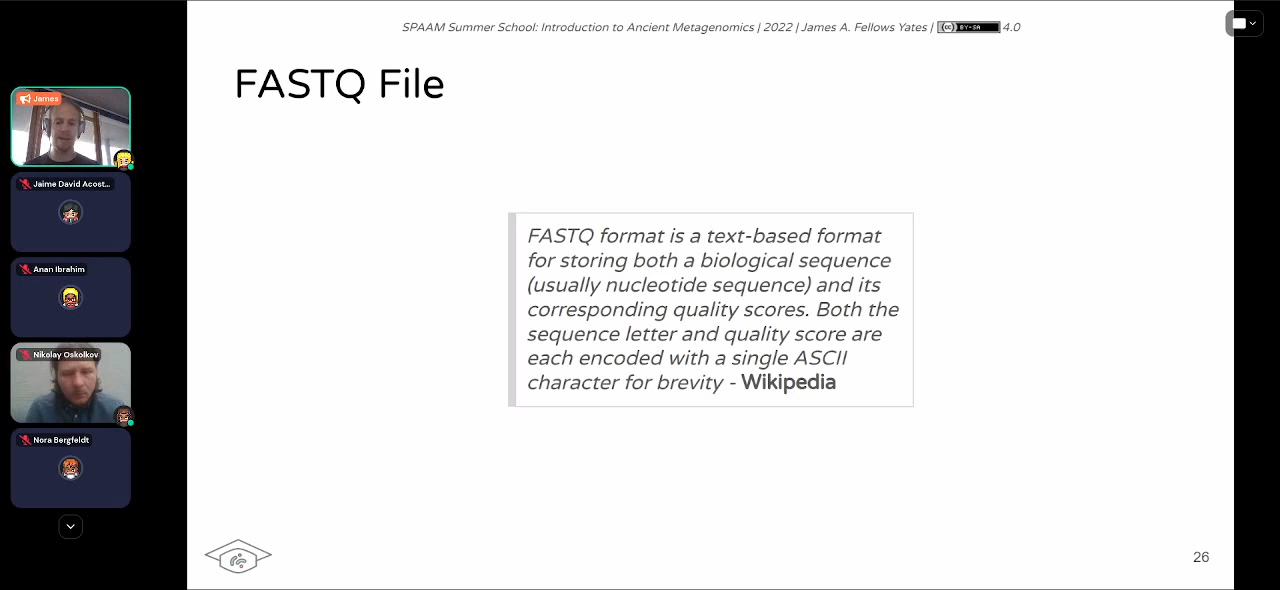 SPAAM Summer School: Introduction to Ancient Metagenomics | 2022 | James A. Fellows Yates | (cc) BY-SA 4.0
FASTQ File
James
Jaime David Acost...
Anan Ibrahim
Nikolay Oskolkov
Nora Bergfeldt
FASTQ format is a text-based format
for storing both a biological sequence
(usually nucleotide sequence) and its
corresponding quality scores. Both the
sequence letter and quality score are
each encoded with a single ASCII
character for brevity - Wikipedia
26